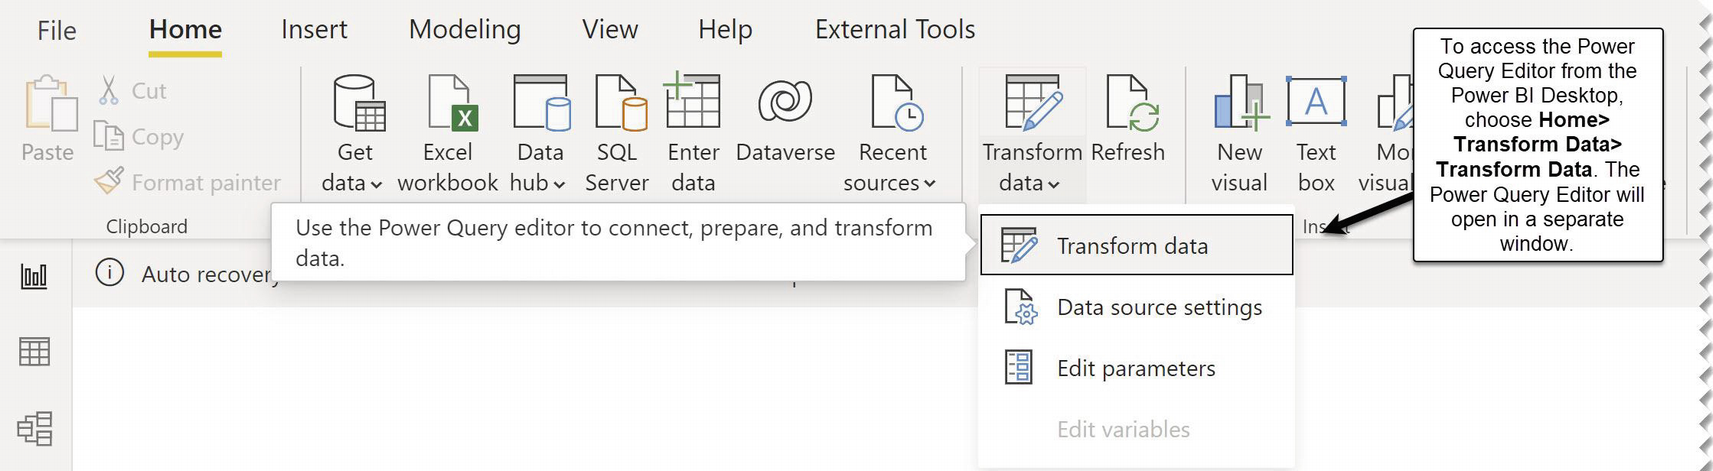 File Home Insert Modeling View Help External Tools
Paste
Cut
Copy
Format painter
Clipboard
Get
data
Excel
workbook
Data
hub
SQL
Server
Enter
data
Dataverse
Recent
sources
Transform
data
Refresh
New
visual
Text
box
Mo
visual
Ins
To access the Power
Query Editor from the
Power BI Desktop,
choose Home>
Transform Data>
Transform Data. The
Power Query Editor will
open in a separate
window.
Use the Power Query editor to connect, prepare, and transform
data.
Auto recovery
Transform data
Data source settings
Edit parameters
Edit variables